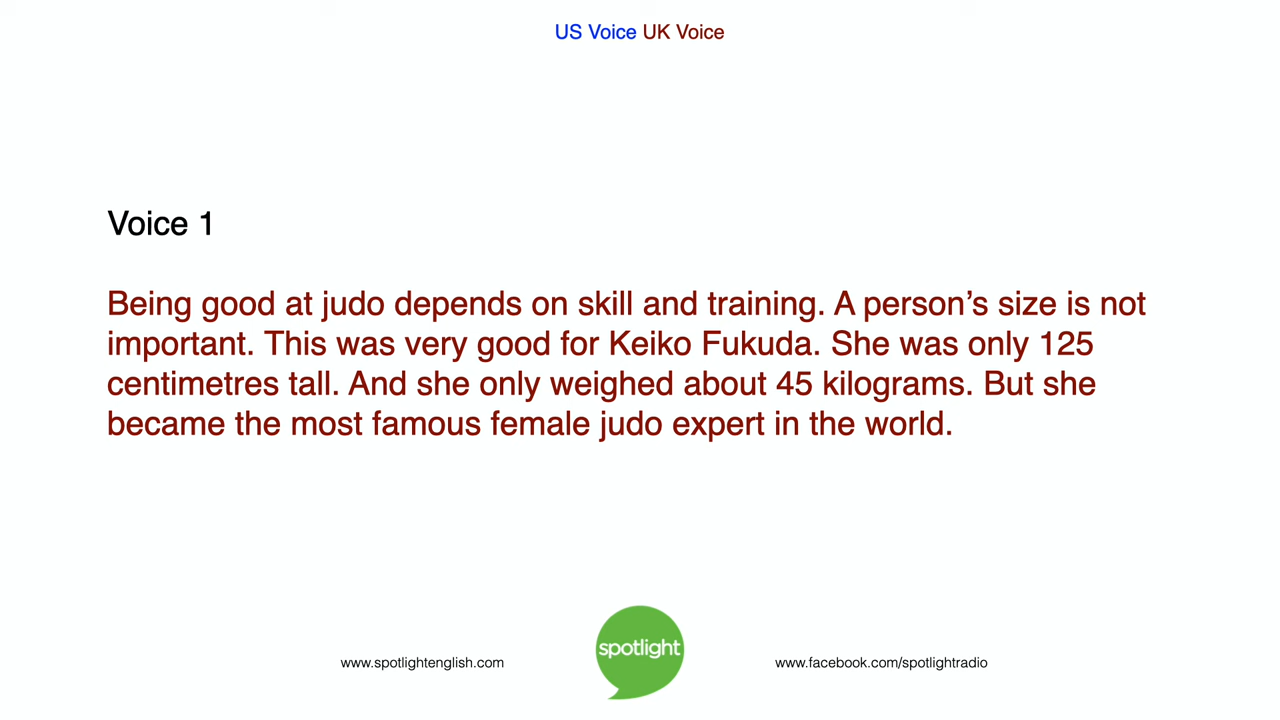 US Voice UK Voice
Voice 1
Being good at judo depends on skill and training. A person’s size is not
important. This was very good for Keiko Fukuda. She was only 125
centimetres tall. And she only weighed about 45 kilograms. But she
became the most famous female judo expert in the world.
www.spotlightenglish.com
spotlight
www.facebook.com/spotlightradio